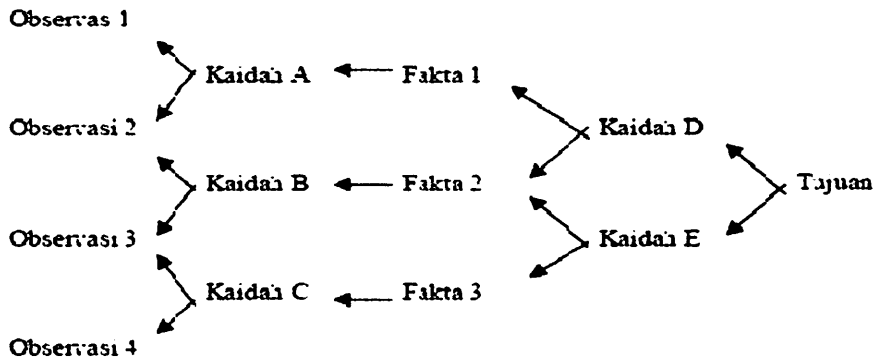 Observas 1
Kaidah A
Fakta 1
Observasi 2
Kaidah D
Kaidah B
Fakta 2
Tujuan
Observasi 3
Kaidah E
Kaidah C
Fakta 3
Observasi 4